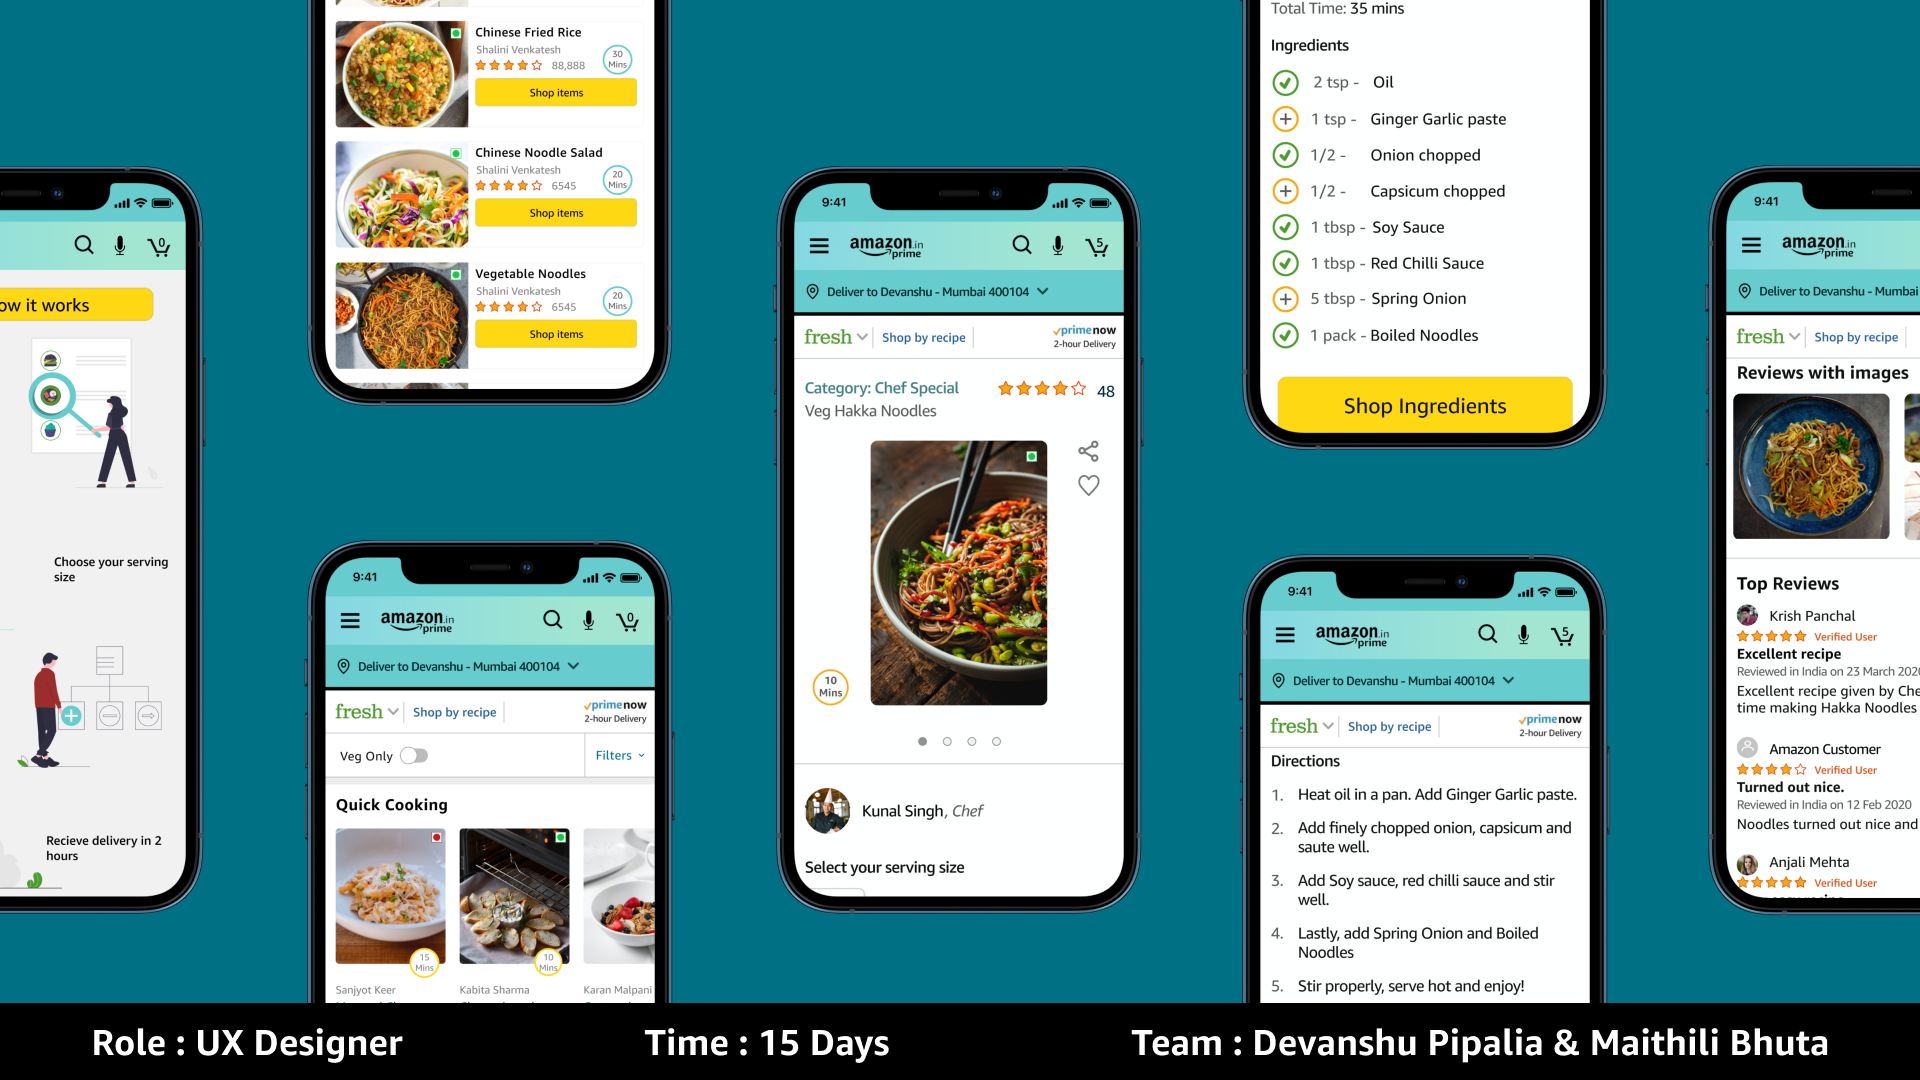 ow it works
Choose your serving
size
Recieve delivery in 2
hours
Chinese Fried Rice
Shalini Venkatesh
88,888
30
Mins
Shop items
Chinese Noodle Salad
Shalini Venkatesh
6545
20
Mins
Shop items
Vegetable Noodles
Shalini Venkatesh
6545
20
Mins
Shop items
9:41
amazon.in
prime
0
Deliver to Devanshu - Mumbai 400104
fresh
Shop by recipe
prime now
2-hour Delivery
Veg Only
Filters
Quick Cooking
15
Mins
10
Mins
Sanjyot Keer
Kabita Sharma
Karan Malpani
9:41
amazon.in
prime
5
Deliver to Devanshu - Mumbai 400104
fresh
Shop by recipe
prime now
2-hour Delivery
Category: Chef Special
48
Veg Hakka Noodles
10
Mins
Kunal Singh, Chef
Select your serving size
Total Time: 35 mins
Ingredients
2 tsp - Oil
1 tsp - Ginger Garlic paste
1/2 - Onion chopped
1/2 - Capsicum chopped
1 tbsp - Soy Sauce
1 tbsp - Red Chilli Sauce
5 tbsp - Spring Onion
1 pack - Boiled Noodles
Shop Ingredients
9:41
amazon.in
prime
5
Deliver to Devanshu - Mumbai 400104
fresh
Shop by recipe
prime now
2-hour Delivery
Directions
1. Heat oil in a pan. Add Ginger Garlic paste.
2. Add finely chopped onion, capsicum and
saute well.
3. Add Soy sauce, red chilli sauce and stir
well.
4. Lastly, add Spring Onion and Boiled
Noodles
5. Stir properly, serve hot and enjoy!
0
9:41
amazon.in
prime
Deliver to Devanshu - Mumbai
fresh
Shop by recipe
Reviews with images
Top Reviews
Krish Panchal
Verified User
Excellent recipe
Reviewed in India on 23 March 2020
Excellent recipe given by Che
time making Hakka Noodles
Amazon Customer
Verified User
Turned out nice.
Reviewed in India on 12 Feb 2020
Noodles turned out nice and
Anjali Mehta
Verified User
Role : UX Designer
Time : 15 Days
Team : Devanshu Pipalia & Maithili Bhuta